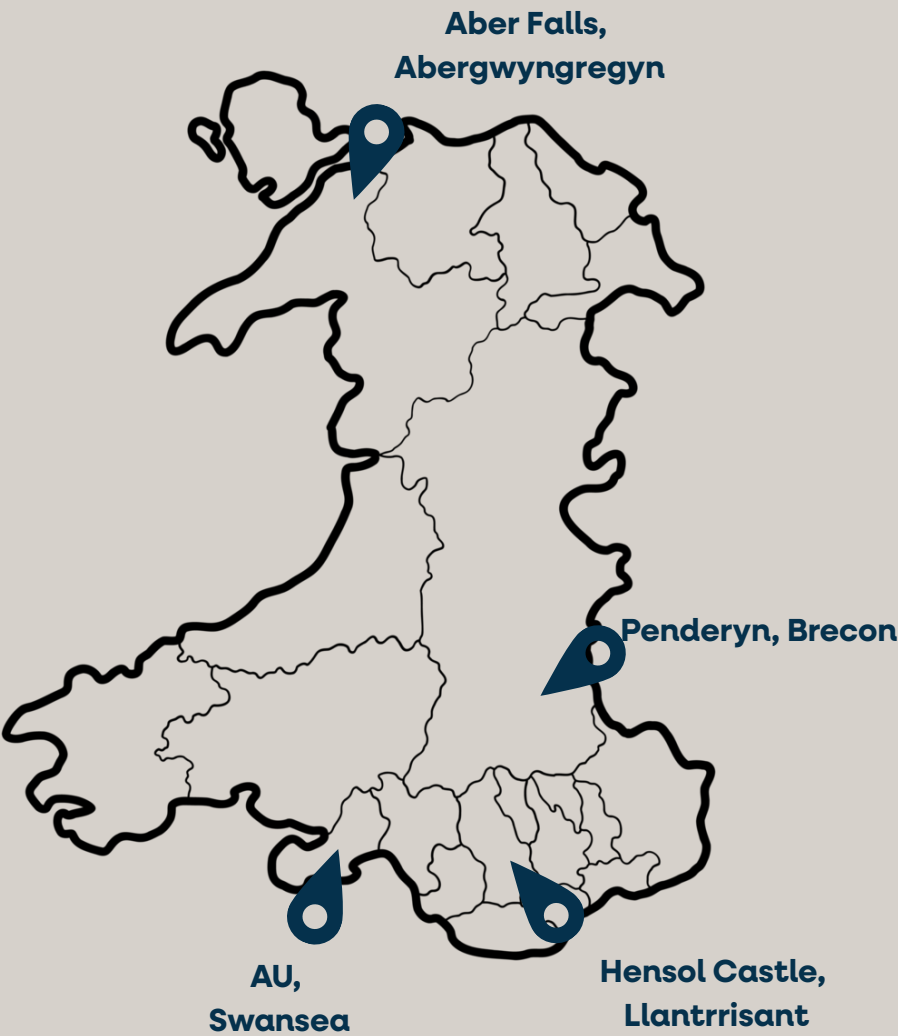 Aber Falls,
Abergwyngregyn
Penderyn, Brecon
AU,
Swansea
Hensol Castle,
Llantrrisant